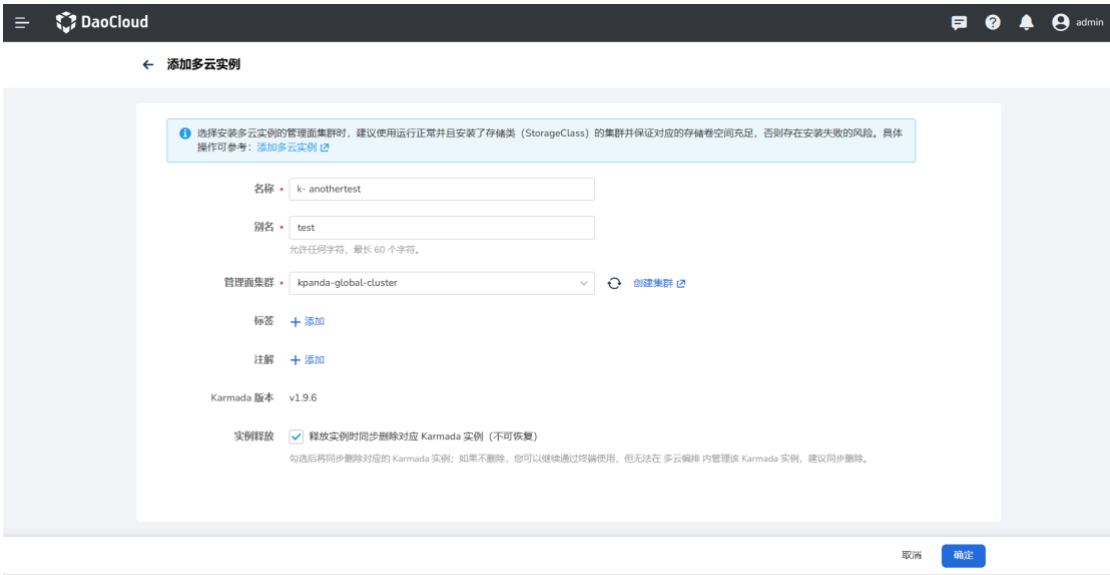 DaoCloud
admin
添加多云实例
选择安装多云实例的管理面集群时，建议使用运行正常并且安装了存储类（StorageClass）的集群并保证对应的存储卷空间充足，否则存在安装失败的风险。具体
操作可参考：添加多云实例
名称 k- anothertest
别名 test
允许任何字符，最长 60 个字符。
管理面集群 kpanda-global-cluster 创建集群
标签 添加
注解 添加
Karmada 版本 v1.9.6
实例释放 释放实例时同步删除对应 Karmada 实例（不可恢复）
勾选后将同步删除对应的 Karmada 实例；如果不删除，您可以继续通过终端使用，但无法在 多云编排 内管理该 Karmada 实例，建议同步删除。
取消 确定